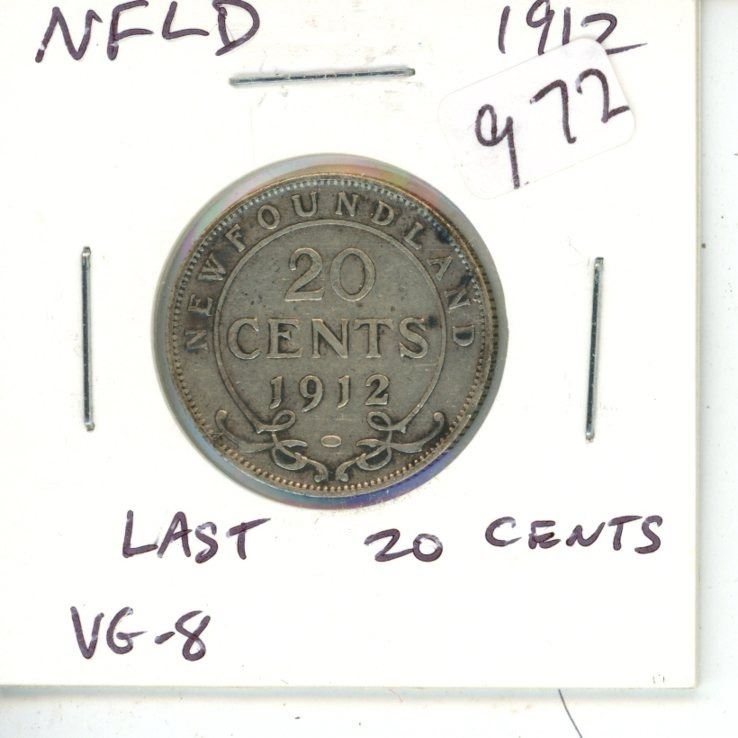 NFLD 1912
972
NEWFOUNDLAND
20
CENTS
1912
LAST 20 CENTS
VG-8